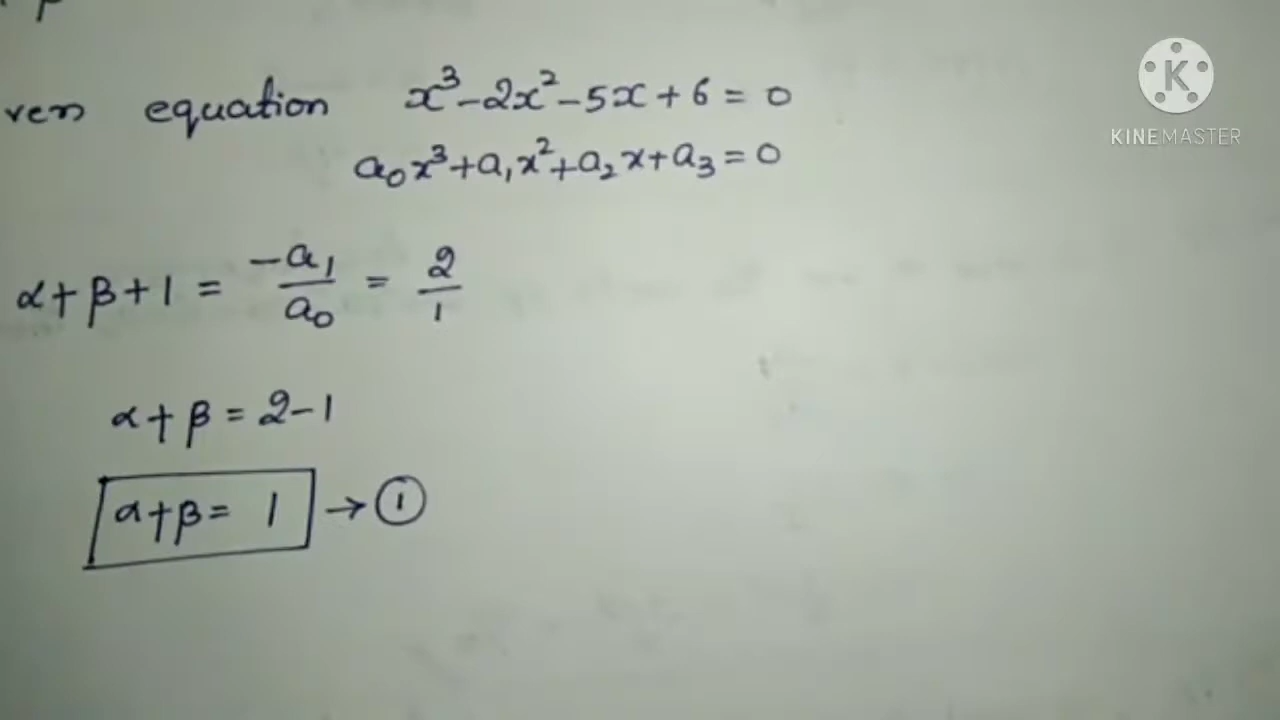 ven equation x³-2x²-5x+6=0
a₀x³+a₁x²+a₂x+a₃=0
α+β+1 = -a₁/a₀ = 2/1
α+β=2-1
α+β= 1 → ①
K
KINEMASTER